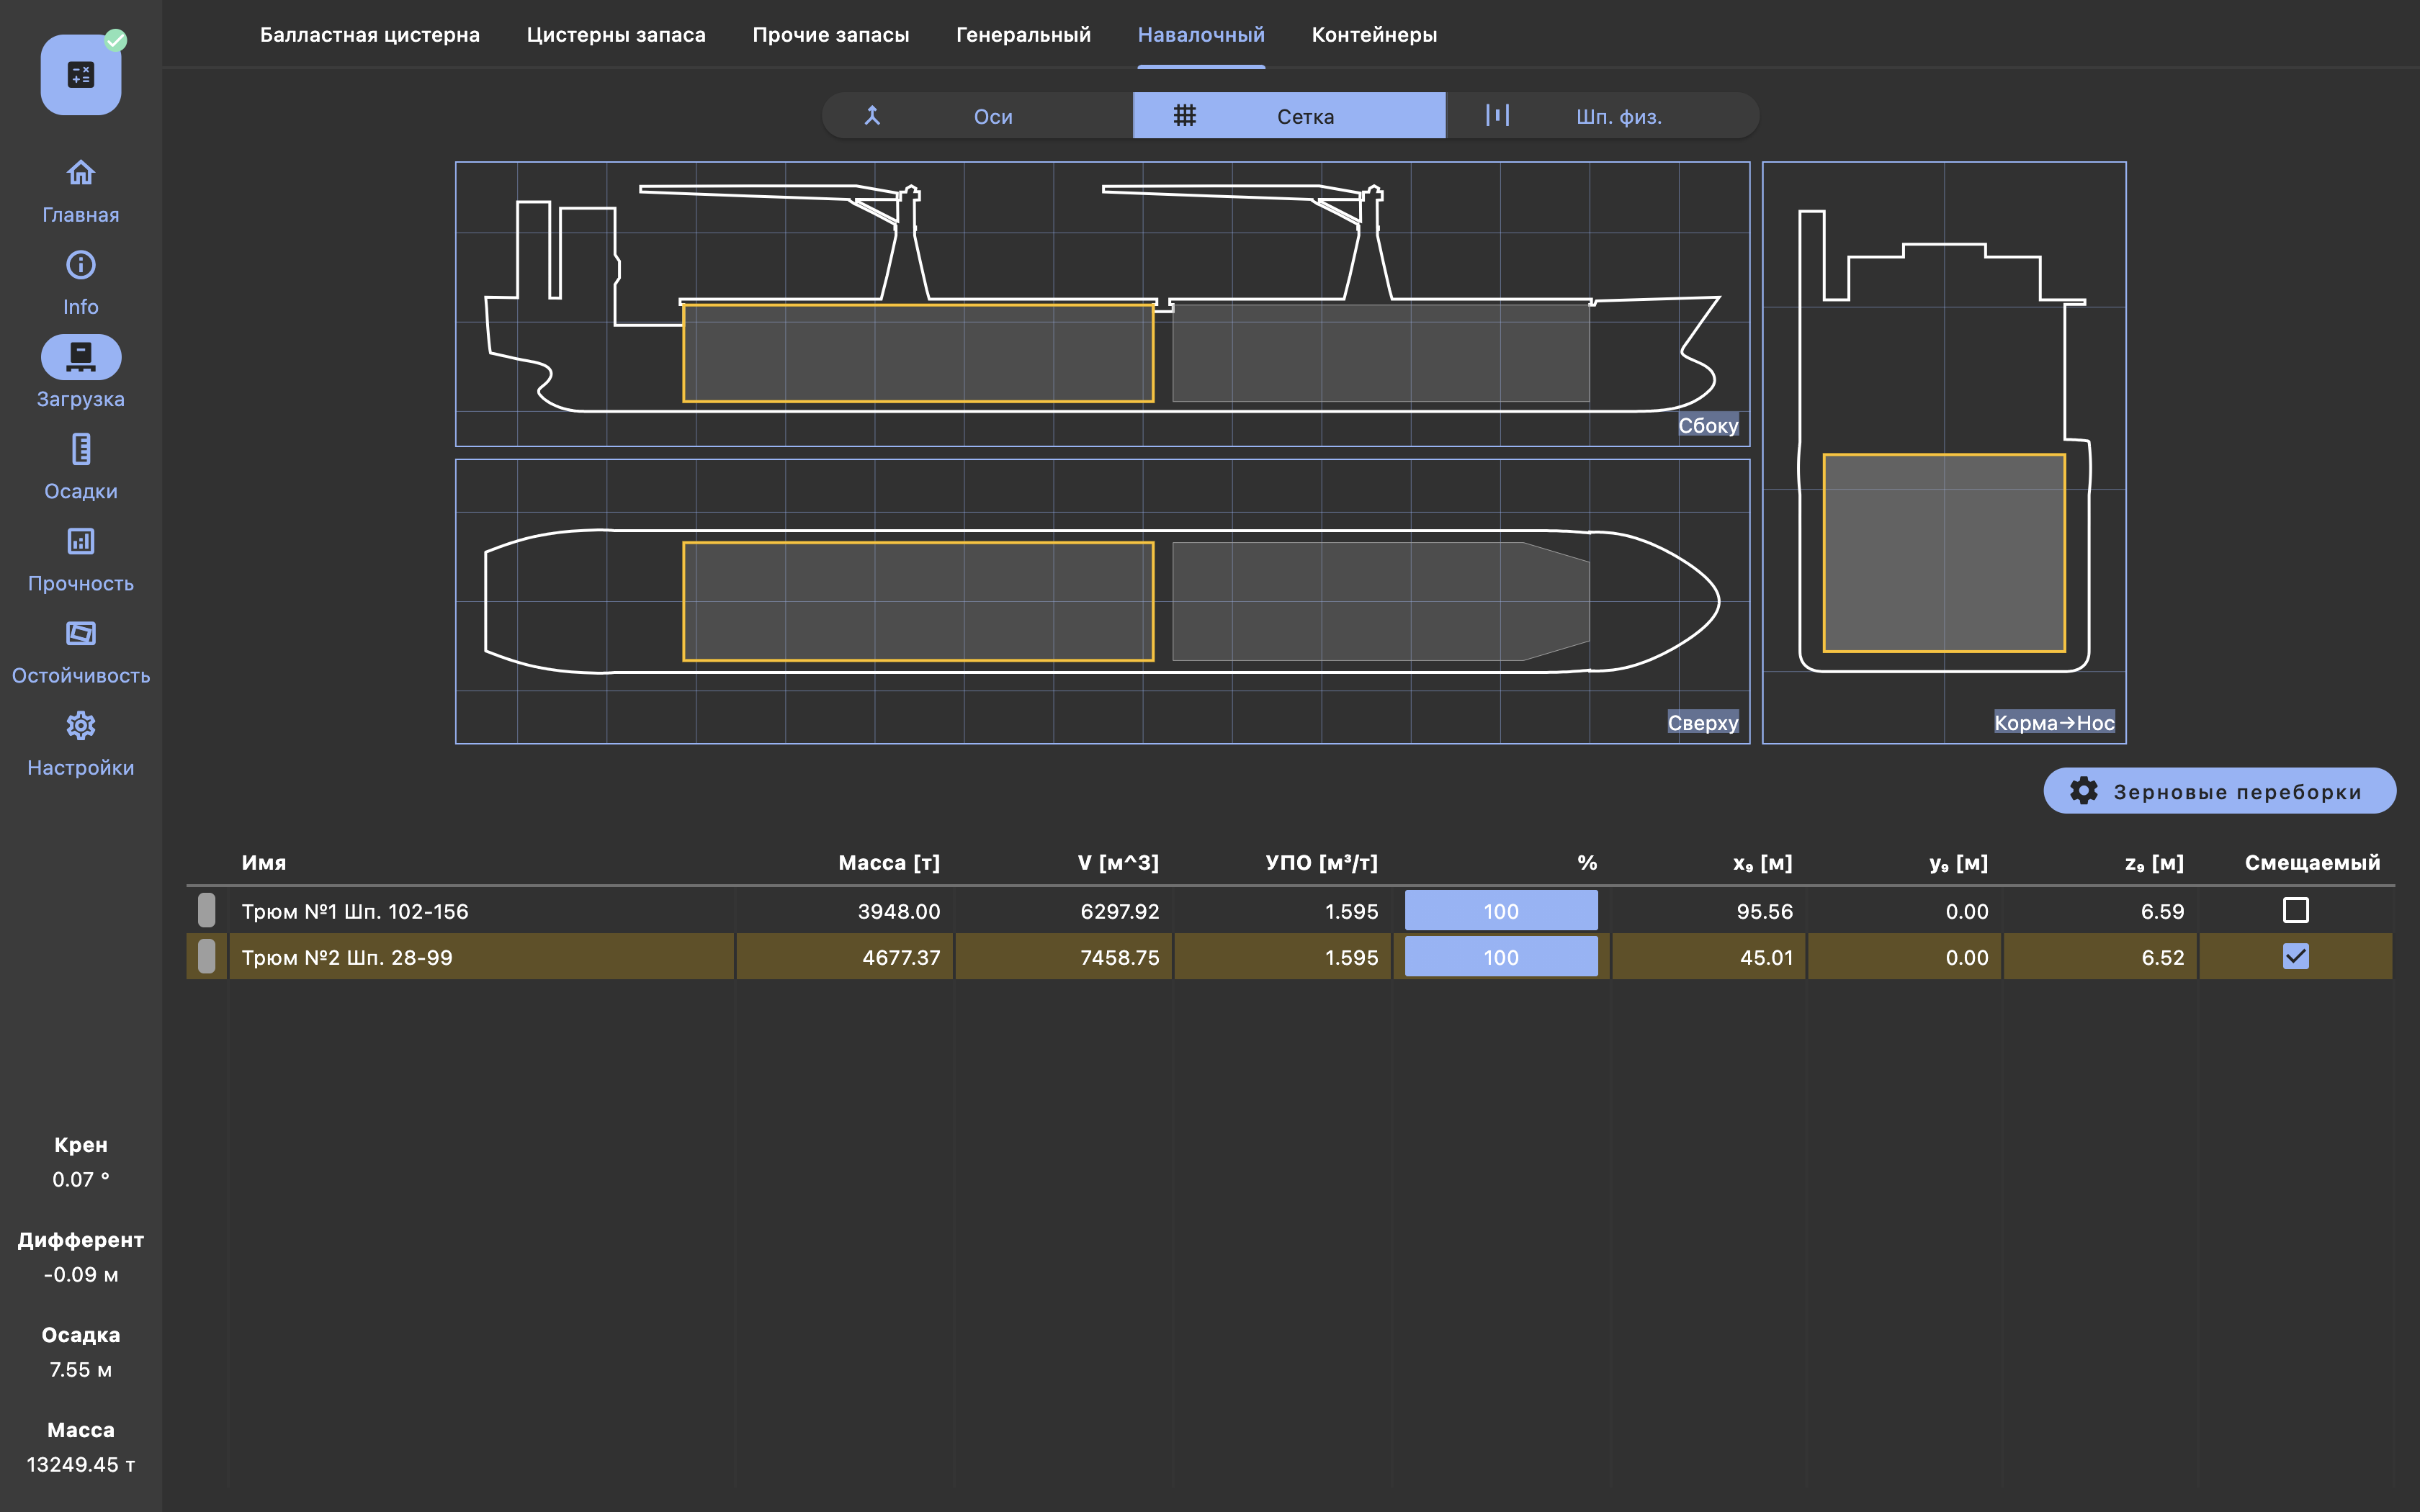 Балластная цистерна Цистерны запаса Прочие запасы Генеральный Навалочный Контейнеры
Оси Сетка Шп. физ.
Главная
Info
Загрузка
Осадки
Прочность
Остойчивость
Настройки
Сбоку
Сверху
Корма→Нос
Зерновые переборки
Имя Масса [т] V [м^3] УПО [м³/т] % x₉ [м] y₉ [м] z₉ [м] Смещаемый
Трюм №1 Шп. 102-156 3948.00 6297.92 1.595 100 95.56 0.00 6.59
Трюм №2 Шп. 28-99 4677.37 7458.75 1.595 100 45.01 0.00 6.52
Крен
0.07 °
Дифферент
-0.09 м
Осадка
7.55 м
Масса
13249.45 т